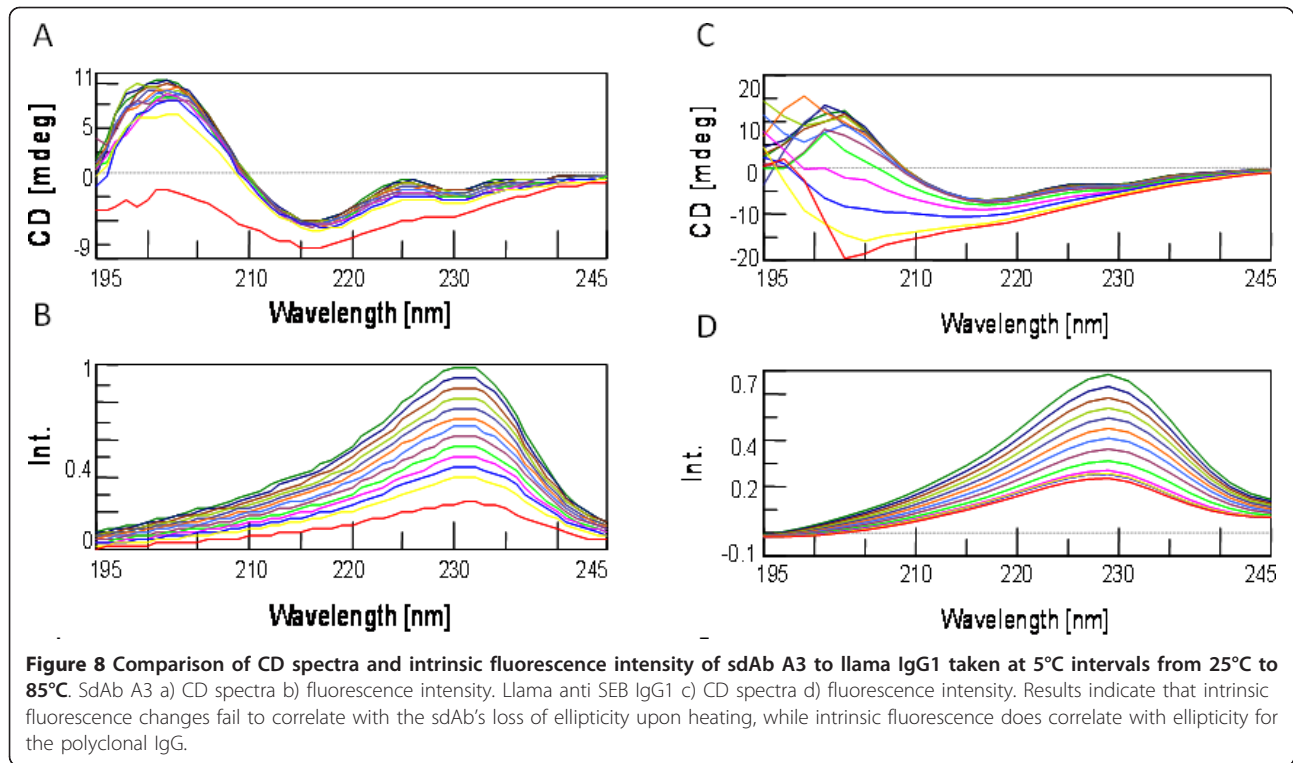 A
11
5
0
-9
CD [mdeg]
195
210
220
230
245
Wavelength [nm]
B
1
0.4
0
Int.
195
210
220
230
245
Wavelength [nm]
C
20
10
0
-10
-20
CD [mdeg]
195
210
220
230
245
Wavelength [nm]
D
0.7
0.4
0.2
-0.1
Int.
195
210
220
230
245
Wavelength [nm]
Figure 8 Comparison of CD spectra and intrinsic fluorescence intensity of sdAb A3 to llama IgG1 taken at 5°C intervals from 25°C to
85°C. SdAb A3 a) CD spectra b) fluorescence intensity. Llama anti SEB IgG1 c) CD spectra d) fluorescence intensity. Results indicate that intrinsic
fluorescence changes fail to correlate with the sdAb's loss of ellipticity upon heating, while intrinsic fluorescence does correlate with ellipticity for
the polyclonal IgG.